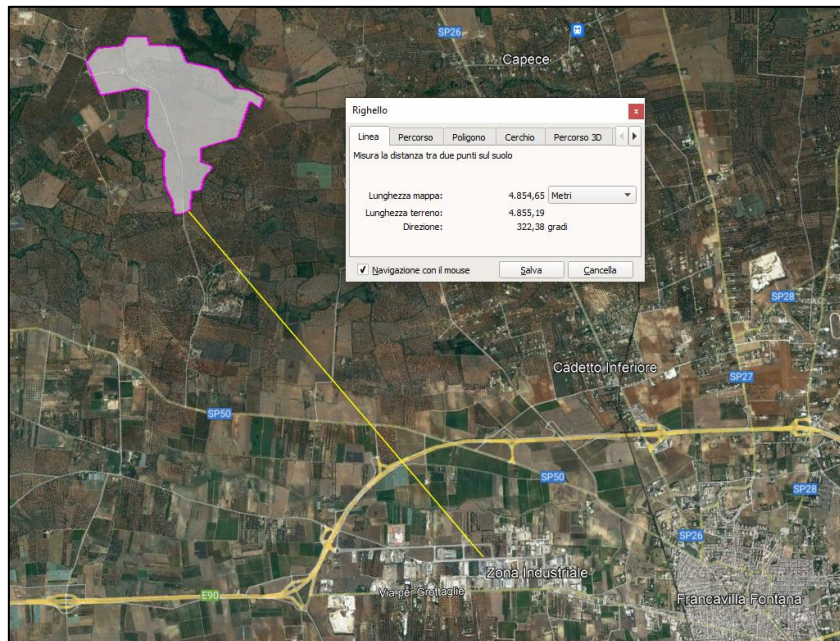 SP26
Capece
Righello
x
Linea Percorso Poligono Cerchio Percorso 3D
Misura la distanza tra due punti sul suolo
Lunghezza mappa: 4.854,65 Metri
Lunghezza terreno: 4.855,19
Direzione: 322,38 gradi
Navigazione con il mouse Salva Cancella
SP28
Cadetto Inferiore
SP27
SP50
SP50
SP28
SP26
Zona Industriale
E90
Via per Grottaglie
Francavilla Fontana